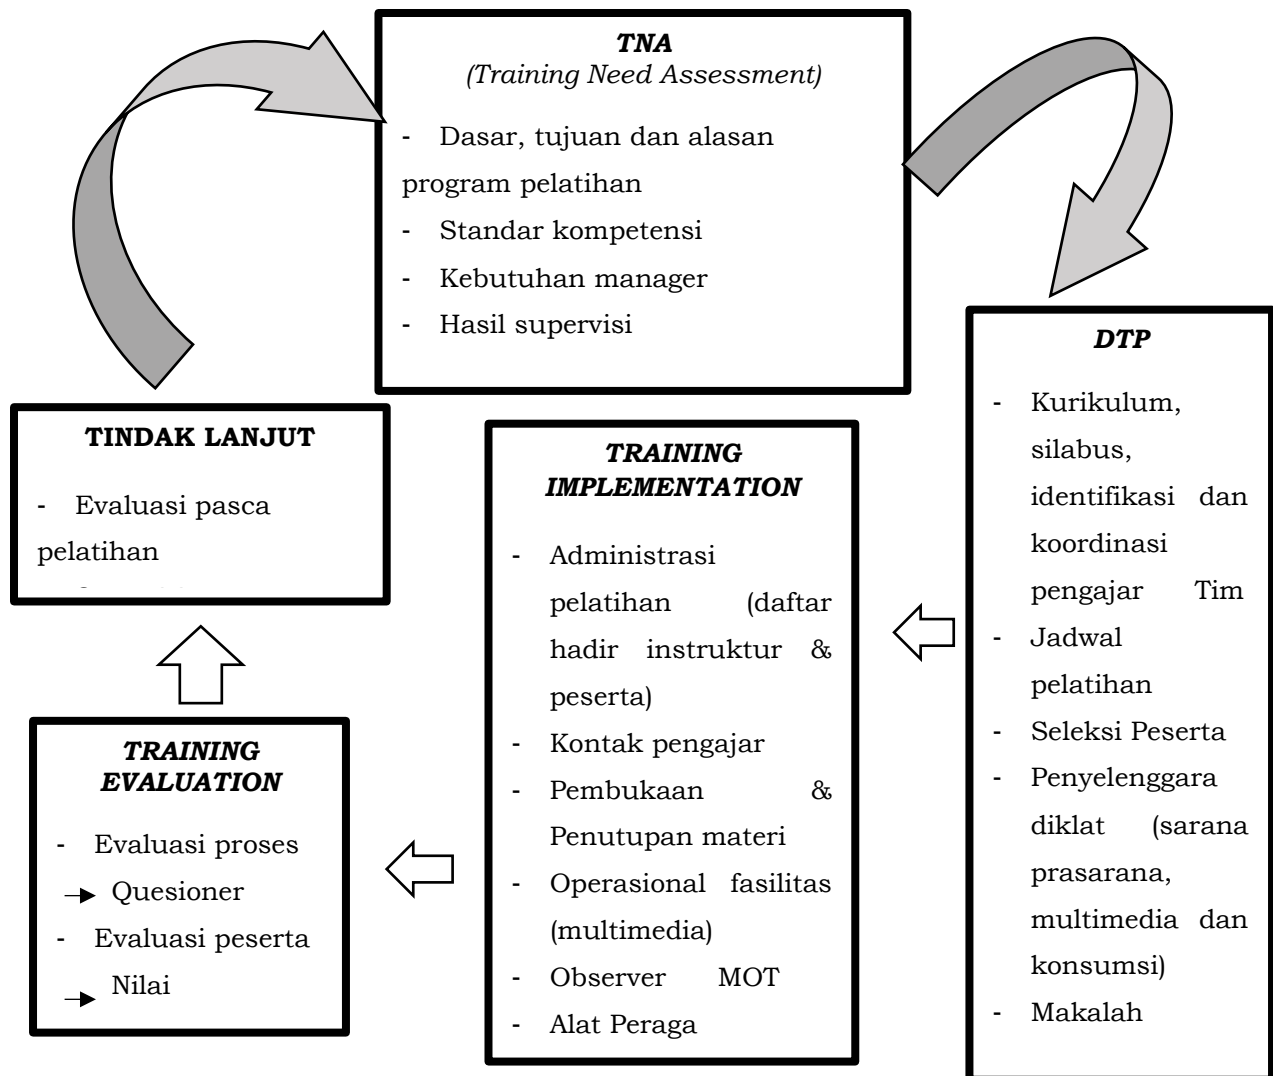 TNA
(Training Need Assessment)
- Dasar, tujuan dan alasan
program pelatihan
- Standar kompetensi
- Kebutuhan manager
- Hasil supervisi
DTP
- Kurikulum,
silabus,
identifikasi dan
koordinasi
pengajar Tim
- Jadwal
pelatihan
- Seleksi Peserta
- Penyelenggara
diklat (sarana
prasarana,
multimedia dan
konsumsi)
- Makalah
TRAINING
IMPLEMENTATION
- Administrasi
pelatihan (daftar
hadir instruktur &
peserta)
- Kontak pengajar
- Pembukaan &
Penutupan materi
- Operasional fasilitas
(multimedia)
- Observer MOT
- Alat Peraga
TRAINING
EVALUATION
- Evaluasi proses
Quesioner
- Evaluasi peserta
Nilai
TINDAK LANJUT
- Evaluasi pasca
pelatihan